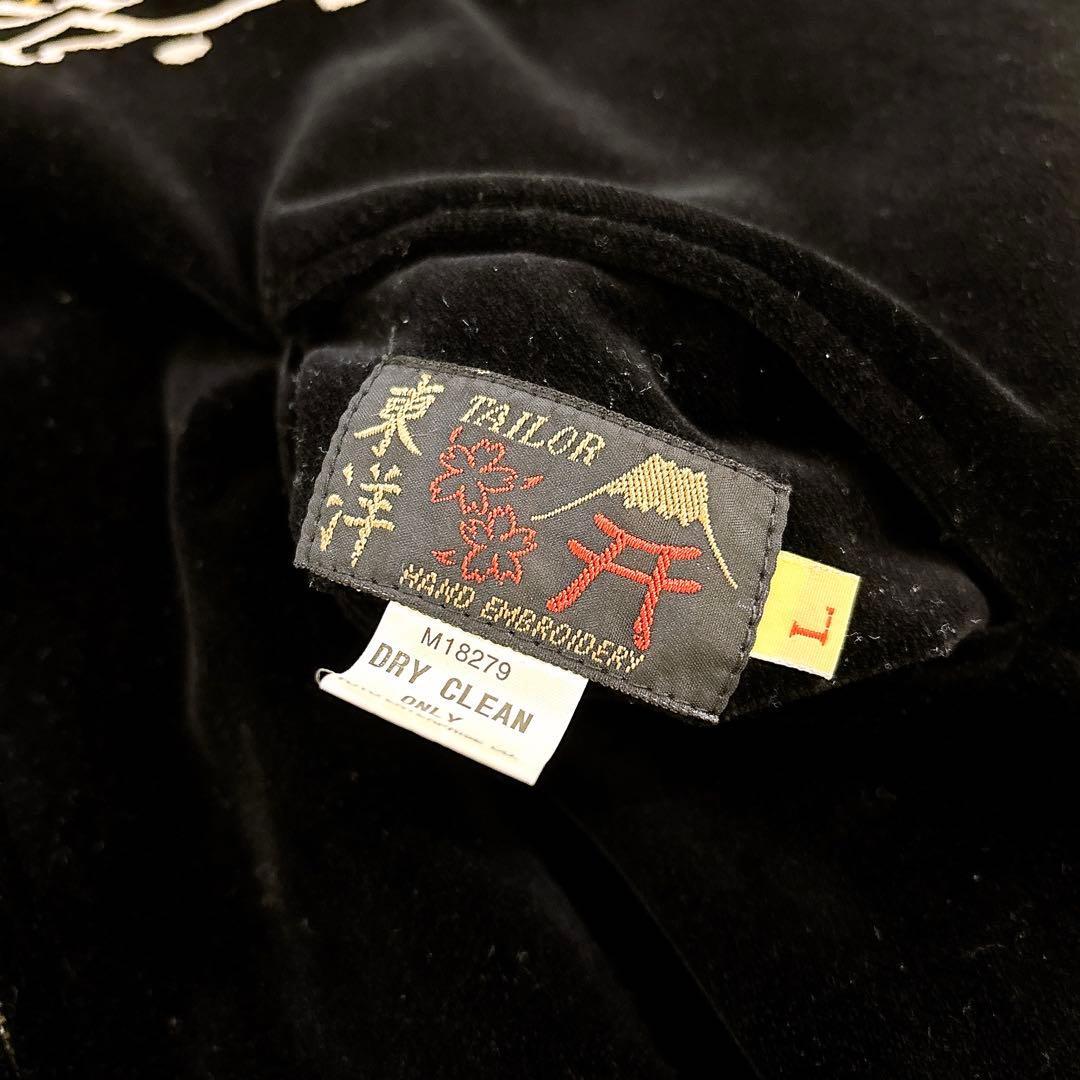 東洋
TAILOR
HAND EMBROIDERY
L
M18279
DRY CLEAN
ONLY